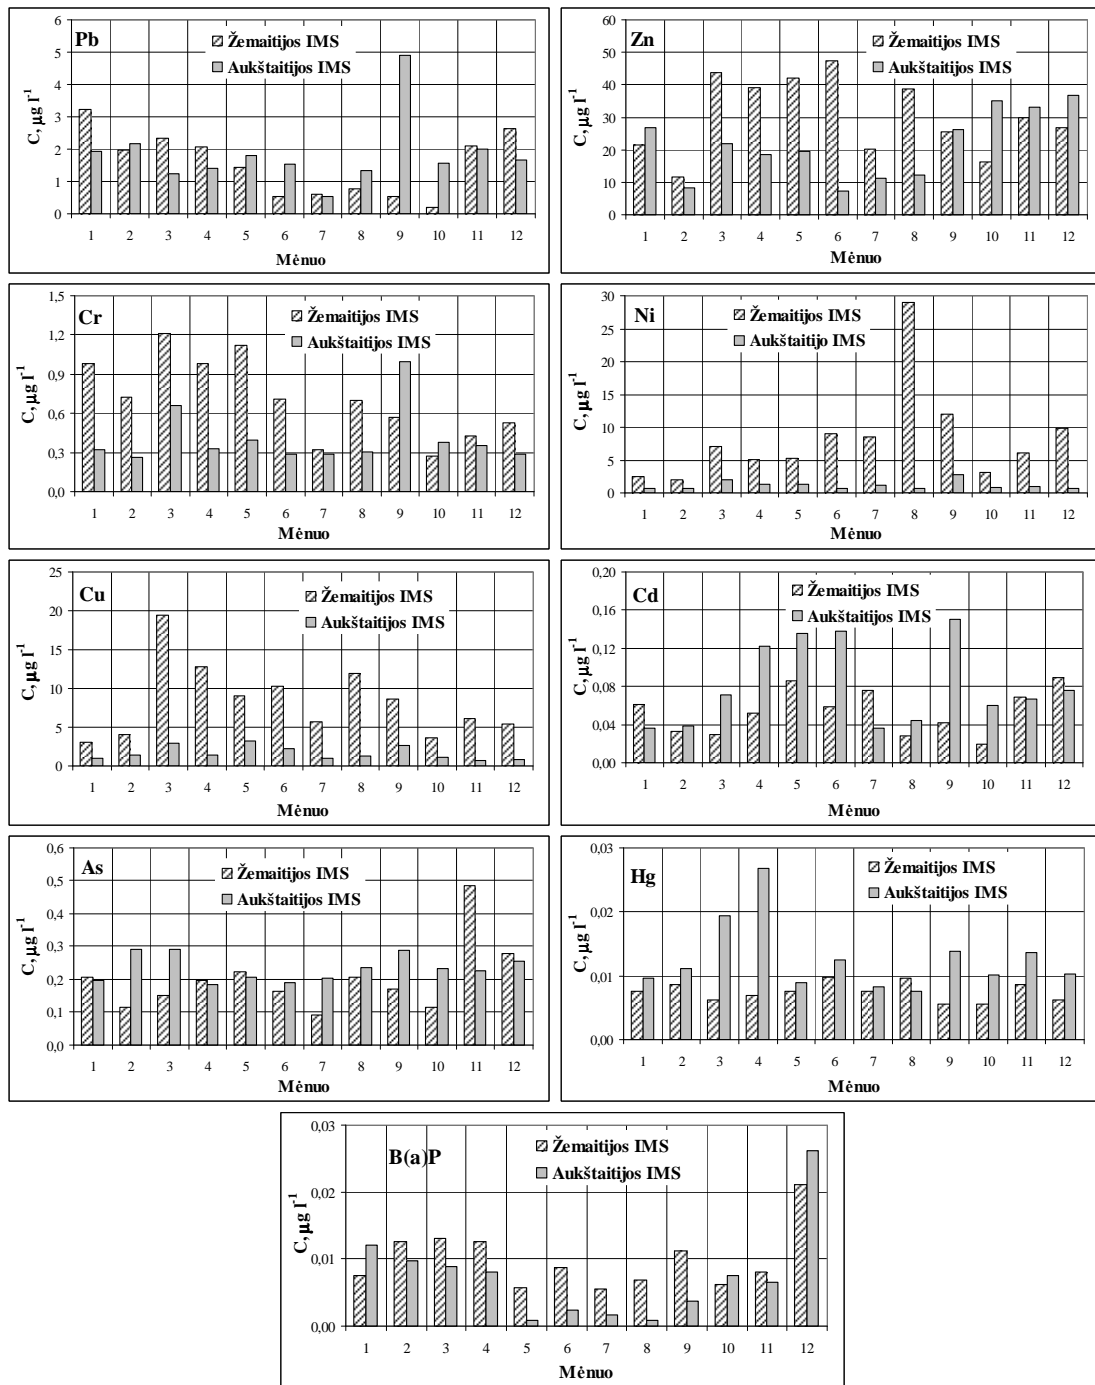 Pb
Žemaitijos IMS
Aukštaitijos IMS
C, µg l⁻¹
6
5
4
3
2
1
0
1 2 3 4 5 6 7 8 9 10 11 12
Mėnuo
Zn
Žemaitijos IMS
Aukštaitijos IMS
C, µg l⁻¹
60
50
40
30
20
10
0
1 2 3 4 5 6 7 8 9 10 11 12
Mėnuo
Cr
Žemaitijos IMS
Aukštaitijos IMS
C, µg l⁻¹
1,5
1,2
0,9
0,6
0,3
0,0
1 2 3 4 5 6 7 8 9 10 11 12
Mėnuo
Ni
Žemaitijos IMS
Aukštaitijo IMS
C, µg l⁻¹
30
25
20
15
10
5
0
1 2 3 4 5 6 7 8 9 10 11 12
Mėnuo
Cu
Žemaitijos IMS
Aukštaitijos IMS
C, µg l⁻¹
25
20
15
10
5
0
1 2 3 4 5 6 7 8 9 10 11 12
Mėnuo
Cd
Žemaitijos IMS
Aukštaitijos IMS
C, µg l⁻¹
0,20
0,16
0,12
0,08
0,04
0,00
1 2 3 4 5 6 7 8 9 10 11 12
Mėnuo
As
Žemaitijos IMS
Aukštaitijos IMS
C, µg l⁻¹
0,6
0,5
0,4
0,3
0,2
0,1
0,0
1 2 3 4 5 6 7 8 9 10 11 12
Mėnuo
Hg
Žemaitijos IMS
Aukštaitijos IMS
C, µg l⁻¹
0,03
0,02
0,01
0,00
1 2 3 4 5 6 7 8 9 10 11 12
Mėnuo
B(a)P
Žemaitijos IMS
Aukštaitijos IMS
C, µg l⁻¹
0,03
0,02
0,01
0,00
1 2 3 4 5 6 7 8 9 10 11 12
Mėnuo